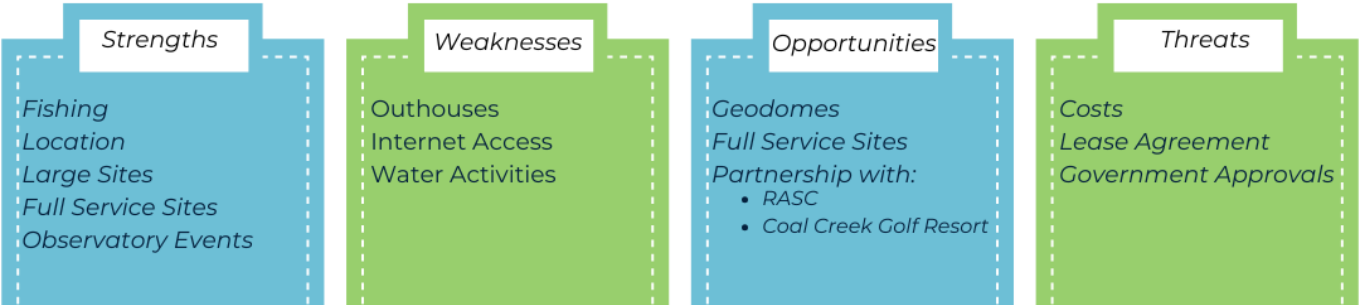 Strengths
Fishing
Location
Large Sites
Full Service Sites
Observatory Events
Weaknesses
Outhouses
Internet Access
Water Activities
Opportunities
Geodomes
Full Service Sites
Partnership with:
• RASC
• Coal Creek Golf Resort
Threats
Costs
Lease Agreement
Government Approvals